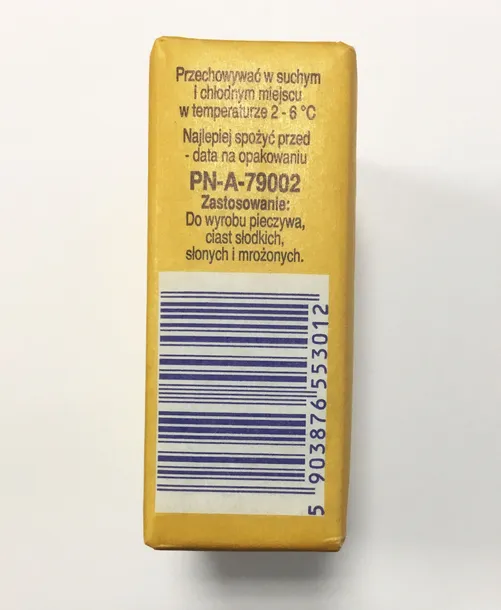 Przechowywać w suchym
i chłodnym miejscu
w temperaturze 2 - 6 °C
Najlepiej spożyć przed
- data na opakowaniu
PN-A-79002
Zastosowanie:
Do wyrobu pieczywa,
ciast słodkich,
słonych i mrożonych.
5 903876 553012